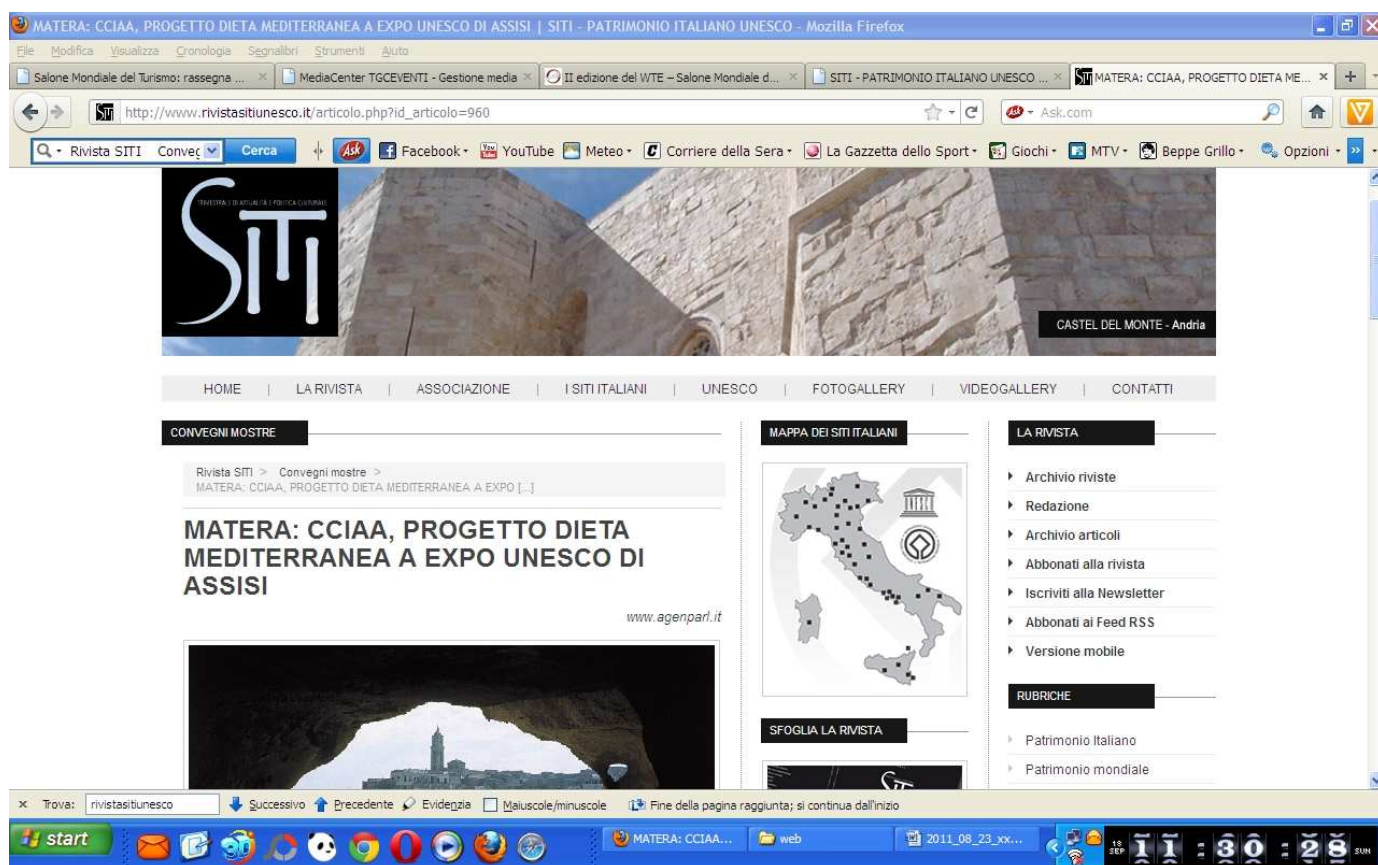 MATERA: CCIAA, PROGETTO DIETA MEDITERRANEA A EXPO UNESCO DI ASSISI | SITI - PATRIMONIO ITALIANO UNESCO - Mozilla Firefox
File Modifica Visualizza Cronologia Segnalibri Strumenti Aiuto
Salone Mondiale del Turismo: rassegna ... MediaCenter TGCEVENTI - Gestione media II edizione del WTE – Salone Mondiale d... SITI - PATRIMONIO ITALIANO UNESCO ... MATERA: CCIAA, PROGETTO DIETA ME...
http://www.rivistasitiunesco.it/articolo.php?id_articolo=960 Ask.com
Rivista SITI Conveg Cerca Ask Facebook YouTube Meteo Corriere della Sera La Gazzetta dello Sport Giochi MTV Beppe Grillo Opzioni
SITI
CASTEL DEL MONTE - Andria
HOME | LA RIVISTA | ASSOCIAZIONE | I SITI ITALIANI | UNESCO | FOTOGALLERY | VIDEOGALLERY | CONTATTI
CONVEGNI MOSTRE
Rivista SITI > Convegni mostre >
MATERA: CCIAA, PROGETTO DIETA MEDITERRANEA A EXPO [...]
MATERA: CCIAA, PROGETTO DIETA
MEDITERRANEA A EXPO UNESCO DI
ASSISI
www.agenparl.it
MAPPA DEI SITI ITALIANI
SFOGLIA LA RIVISTA
SITI
LA RIVISTA
Archivio riviste
Redazione
Archivio articoli
Abbonati alla rivista
Iscriviti alla Newsletter
Abbonati ai Feed RSS
Versione mobile
RUBRICHE
Patrimonio Italiano
Patrimonio mondiale
Trova: rivistasitiunesco Successivo Precedente Evidenzia Maiuscole/minuscole Fine della pagina raggiunta; si continua dall'inizio
start MATERA: CCIAA... web 2011_08_23_xx... 18 SEP 11:30:28 SUN